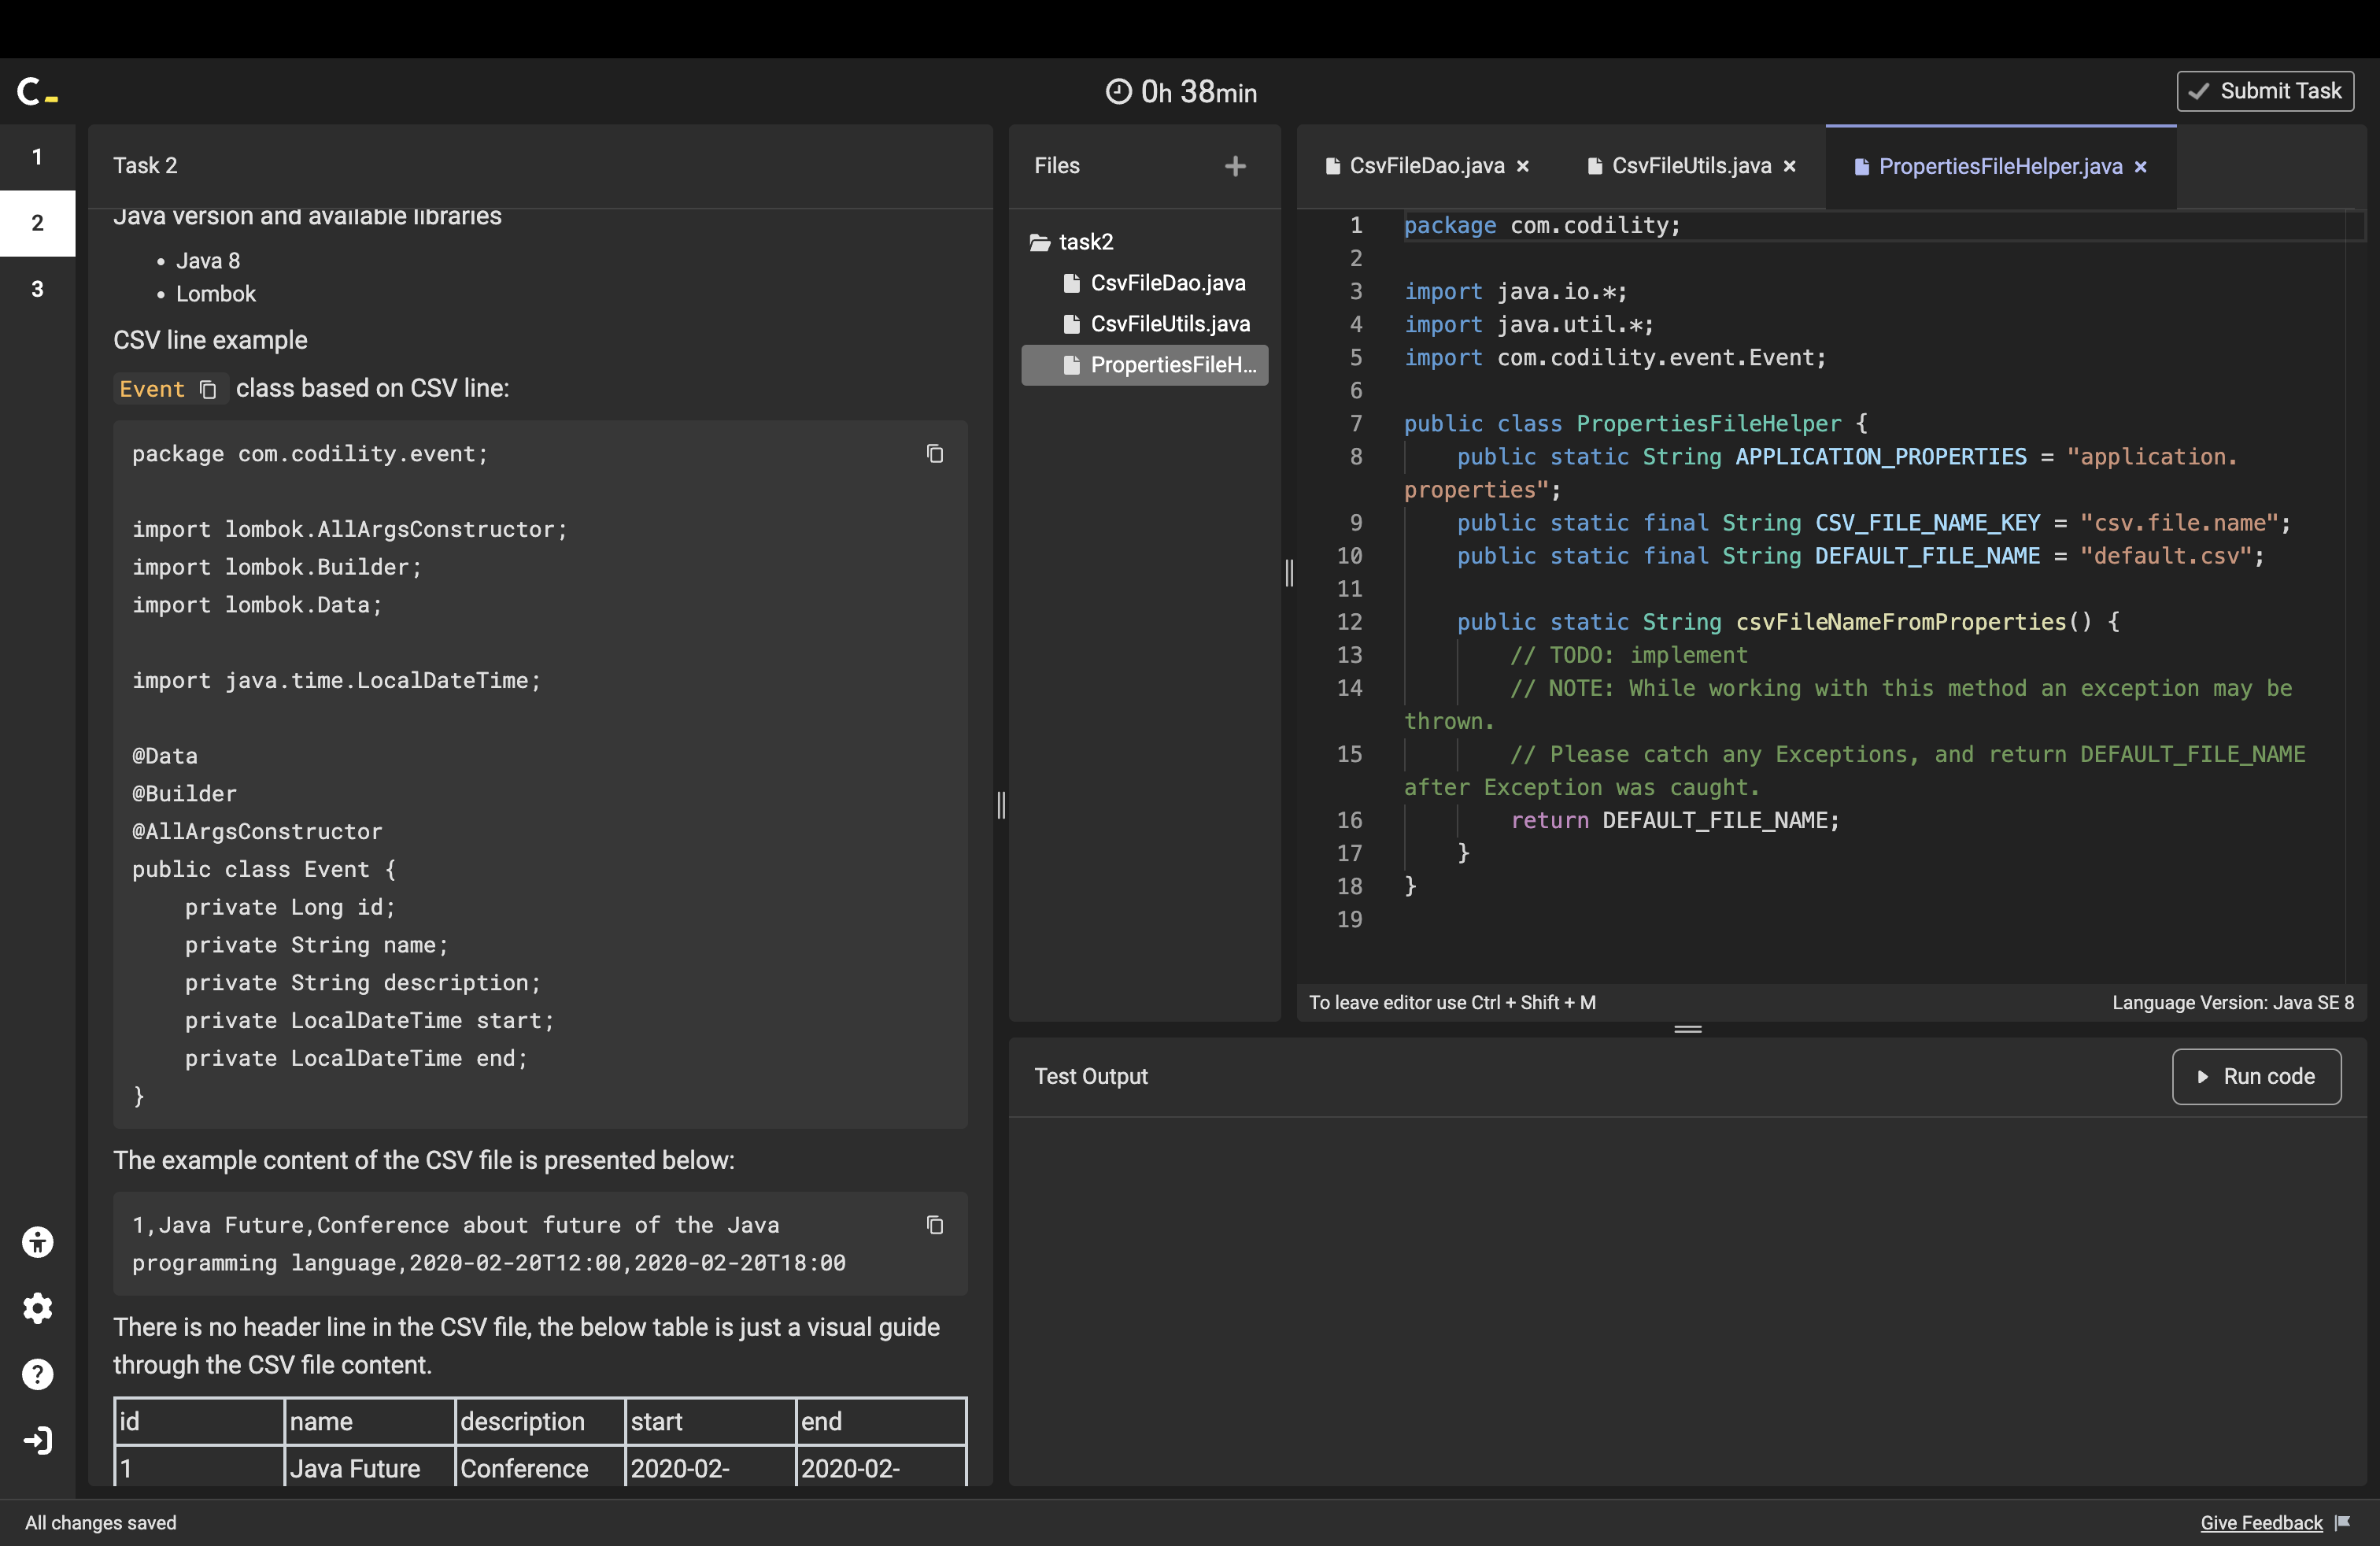 C_
0h 38min
Submit Task
1
2
3
Task 2
Java version and available libraries
• Java 8
• Lombok
CSV line example
Event class based on CSV line:
package com.codility.event;
import lombok.AllArgsConstructor;
import lombok.Builder;
import lombok.Data;
import java.time.LocalDateTime;
@Data
@Builder
@AllArgsConstructor
public class Event {
    private Long id;
    private String name;
    private String description;
    private LocalDateTime start;
    private LocalDateTime end;
}
The example content of the CSV file is presented below:
1,Java Future,Conference about future of the Java
programming language,2020-02-20T12:00,2020-02-20T18:00
There is no header line in the CSV file, the below table is just a visual guide
through the CSV file content.
id name description start end
1 Java Future Conference 2020-02- 2020-02-
Files +
task2
CsvFileDao.java
CsvFileUtils.java
PropertiesFileH...
CsvFileDao.java × CsvFileUtils.java × PropertiesFileHelper.java ×
1 package com.codility;
2
3 import java.io.*;
4 import java.util.*;
5 import com.codility.event.Event;
6
7 public class PropertiesFileHelper {
8     public static String APPLICATION_PROPERTIES = "application.
properties";
9     public static final String CSV_FILE_NAME_KEY = "csv.file.name";
10     public static final String DEFAULT_FILE_NAME = "default.csv";
11
12     public static String csvFileNameFromProperties() {
13         // TODO: implement
14         // NOTE: While working with this method an exception may be
thrown.
15         // Please catch any Exceptions, and return DEFAULT_FILE_NAME
after Exception was caught.
16         return DEFAULT_FILE_NAME;
17     }
18 }
19
To leave editor use Ctrl + Shift + M
Language Version: Java SE 8
Test Output
Run code
All changes saved
Give Feedback